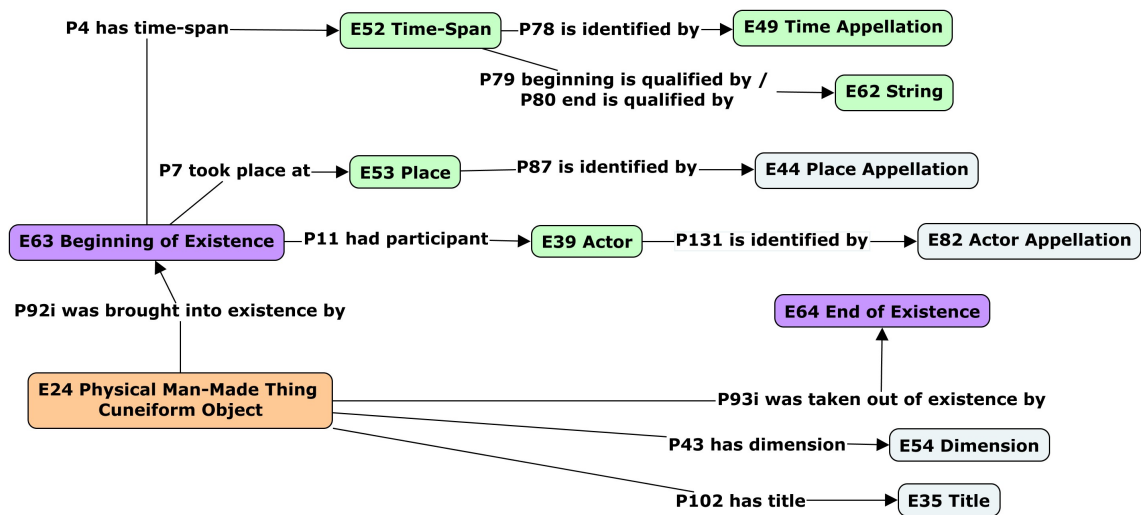 P4 has time-span
E52 Time-Span
P78 is identified by
E49 Time Appellation
P79 beginning is qualified by /
P80 end is qualified by
E62 String
P7 took place at
E53 Place
P87 is identified by
E44 Place Appellation
E63 Beginning of Existence
P11 had participant
E39 Actor
P131 is identified by
E82 Actor Appellation
P92i was brought into existence by
E64 End of Existence
E24 Physical Man-Made Thing
Cuneiform Object
P93i was taken out of existence by
P43 has dimension
E54 Dimension
P102 has title
E35 Title